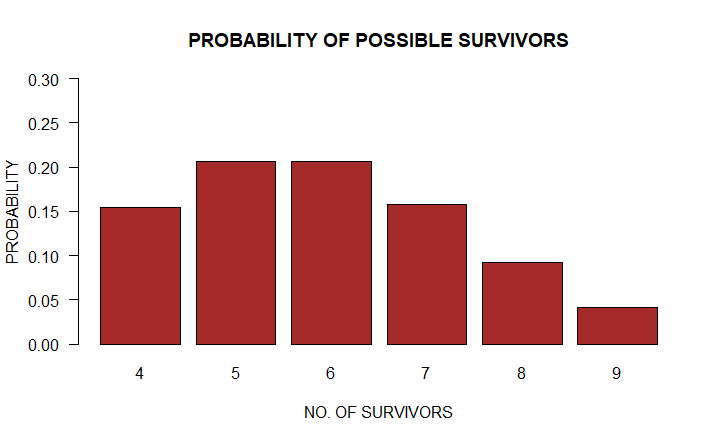 PROBABILITY OF POSSIBLE SURVIVORS
PROBABILITY
0.30
0.25
0.20
0.15
0.10
0.05
0.00
4 5 6 7 8 9
NO. OF SURVIVORS